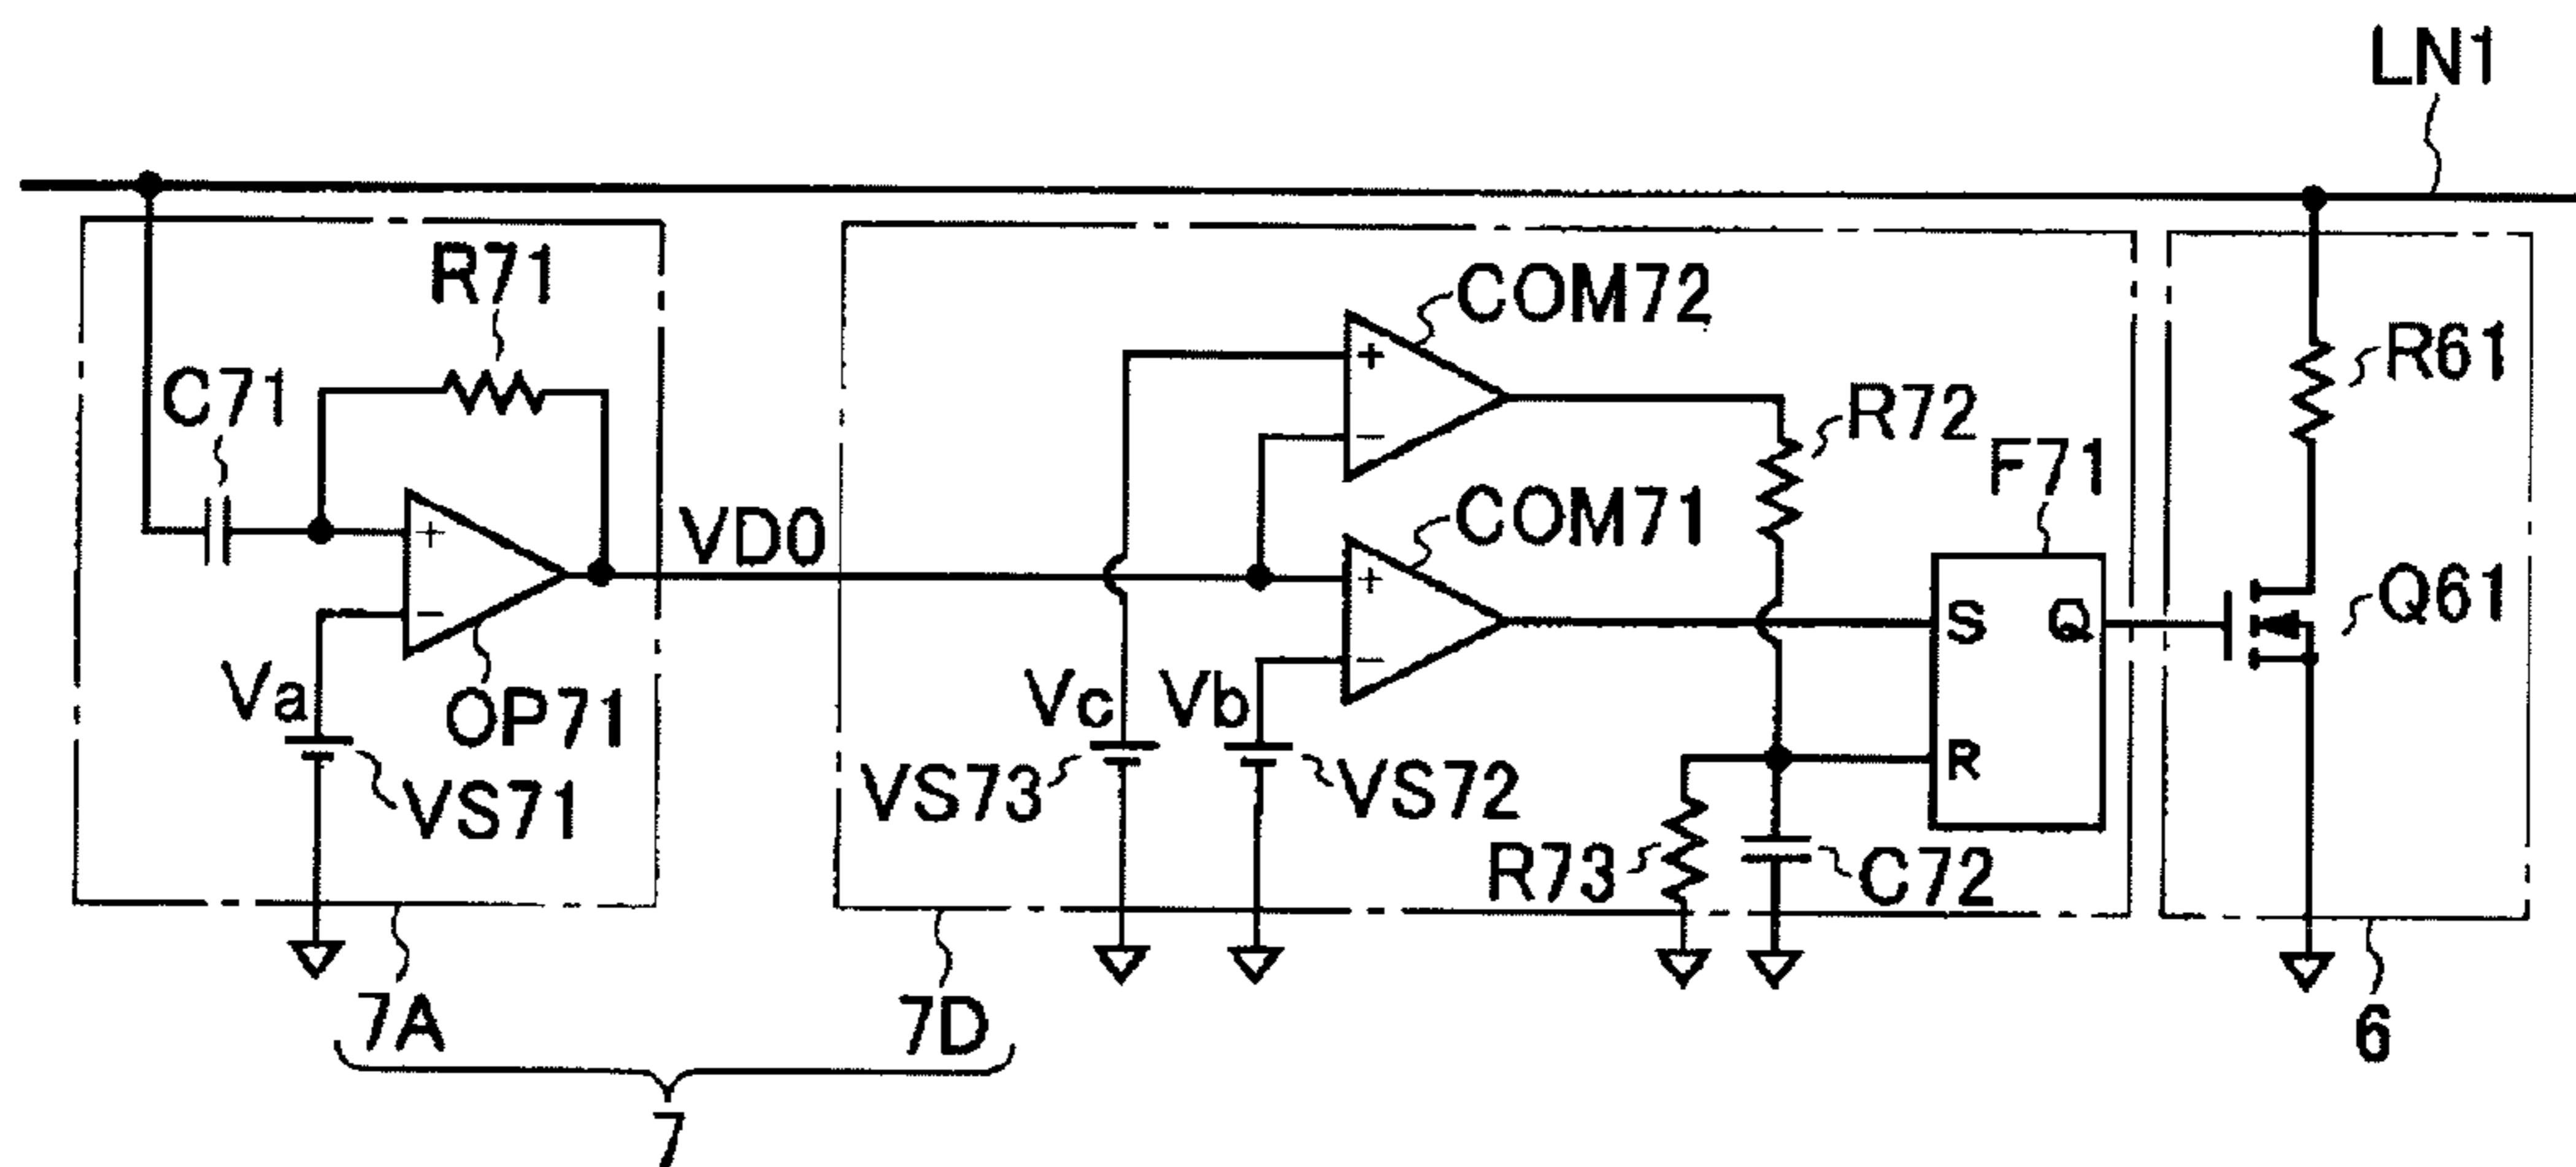 LN1
R71
C71
+
−
Va
OP71
VS71
7A
VD0
COM72
+
−
COM71
+
−
Vc
Vb
VS73
VS72
R72
F71
S
Q
R
R73
C72
7D
7
R61
Q61
6